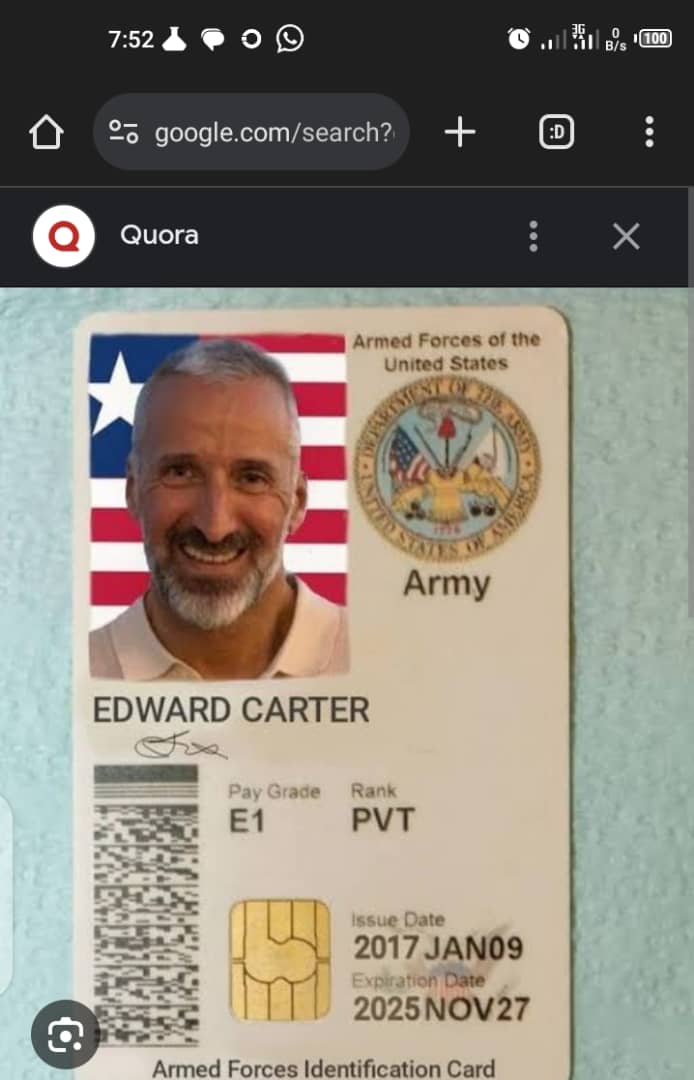 7:52
3G
0
B/s
100
google.com/search?
:D
Quora
Armed Forces of the
United States
DEPARTMENT OF THE ARMY
UNITED STATES OF AMERICA
1775
Army
EDWARD CARTER
Pay Grade
Rank
E1
PVT
Issue Date
2017JAN09
Expiration Date
2025NOV27
Armed Forces Identification Card